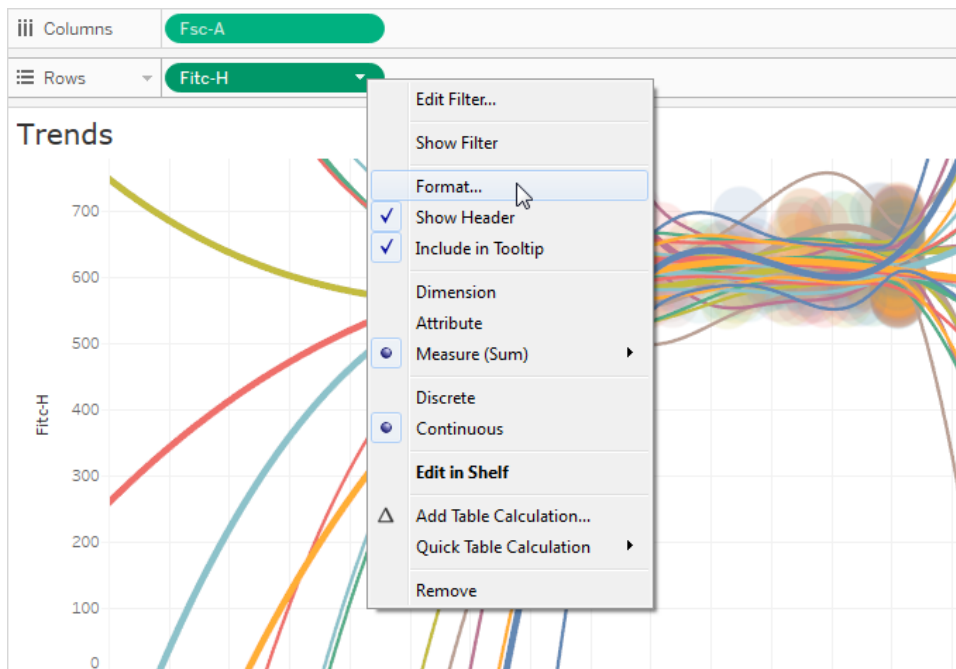 Columns
Fsc-A
Rows
Fitc-H
Trends
Edit Filter...
Show Filter
Format...
Show Header
Include in Tooltip
Dimension
Attribute
Measure (Sum)
Discrete
Continuous
Edit in Shelf
Add Table Calculation...
Quick Table Calculation
Remove
Fitc-H
700
600
500
400
300
200
100
0